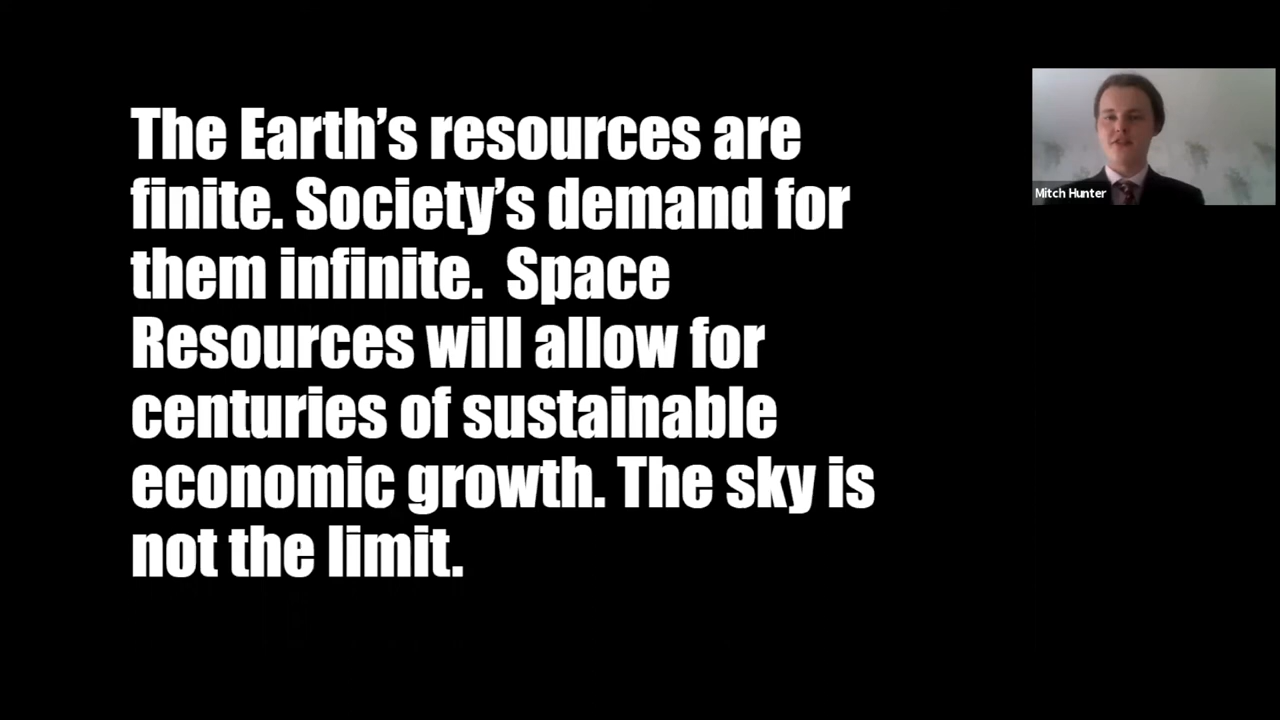 The Earth’s resources are
finite. Society’s demand for
them infinite.  Space
Resources will allow for
centuries of sustainable
economic growth. The sky is
not the limit.
Mitch Hunter